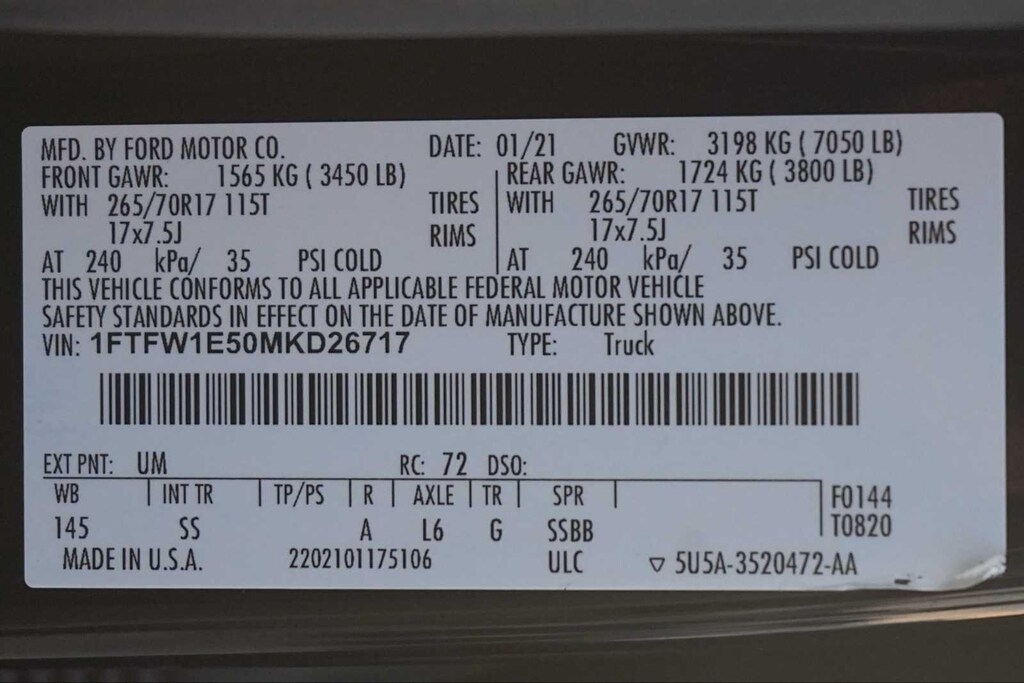 MFD. BY FORD MOTOR CO. DATE: 01/21 GVWR: 3198 KG ( 7050 LB)
FRONT GAWR: 1565 KG ( 3450 LB) REAR GAWR: 1724 KG ( 3800 LB)
WITH 265/70R17 115T TIRES WITH 265/70R17 115T TIRES
17x7.5J RIMS 17x7.5J RIMS
AT 240 kPa/ 35 PSI COLD AT 240 kPa/ 35 PSI COLD
THIS VEHICLE CONFORMS TO ALL APPLICABLE FEDERAL MOTOR VEHICLE
SAFETY STANDARDS IN EFFECT ON THE DATE OF MANUFACTURE SHOWN ABOVE.
VIN: 1FTFW1E50MKD26717 TYPE: Truck
EXT PNT: UM RC: 72 DSO:
WB INT TR TP/PS R AXLE TR SPR F0144
145 SS A L6 G SSBB T0820
MADE IN U.S.A. 2202101175106 ULC ▽ 5U5A-3520472-AA